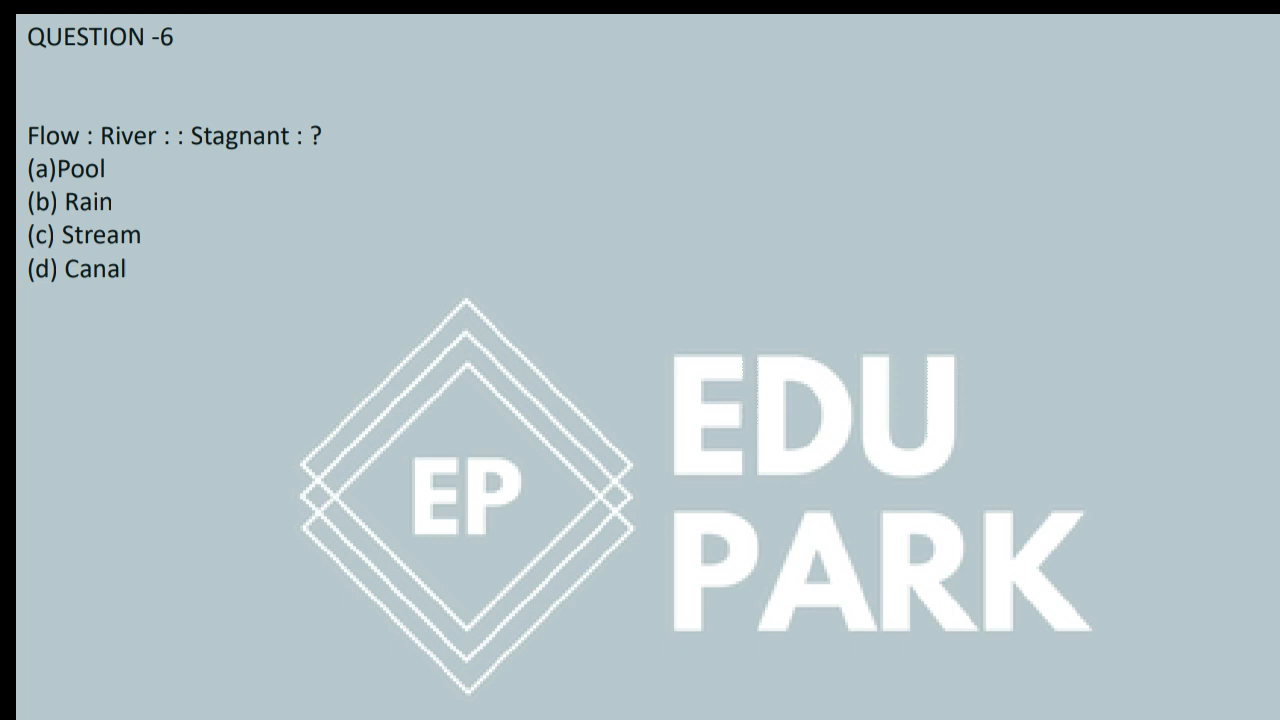 QUESTION -6
Flow : River : : Stagnant : ?
(a)Pool
(b) Rain
(c) Stream
(d) Canal
EP
EDU
PARK